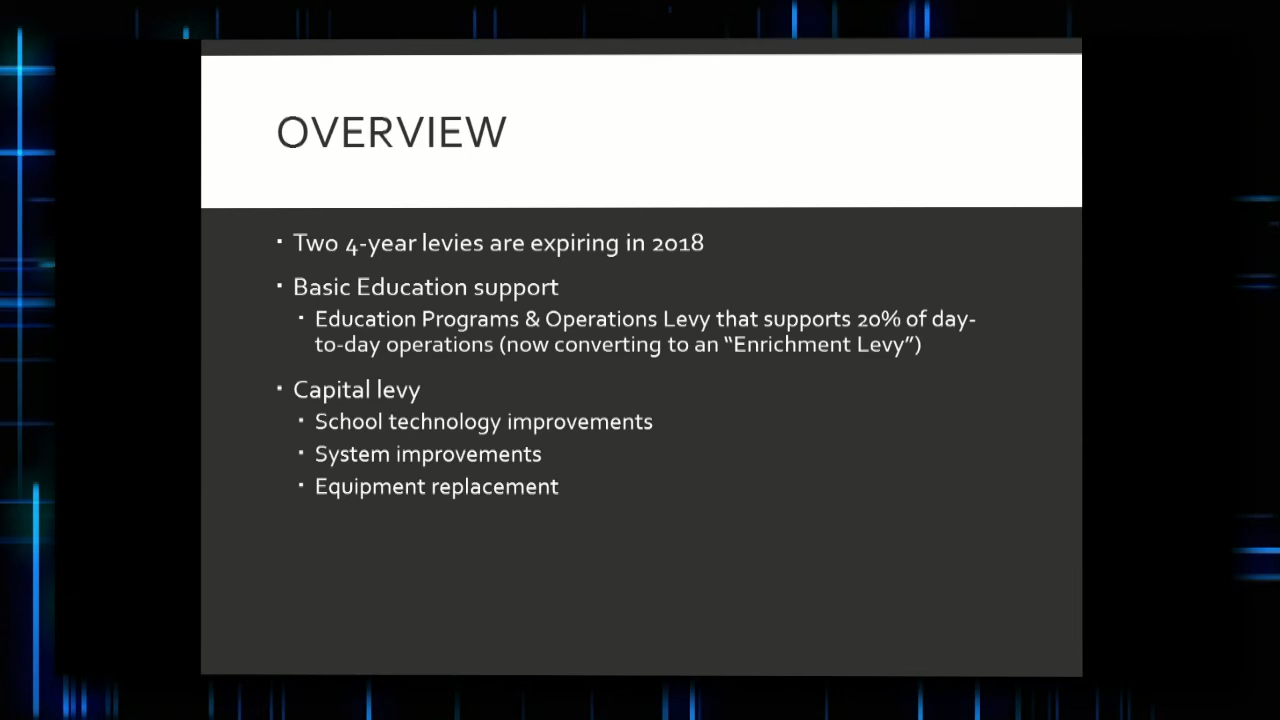 OVERVIEW
▪ Two 4-year levies are expiring in 2018
▪ Basic Education support
▪ Education Programs & Operations Levy that supports 20% of day-
to-day operations (now converting to an “Enrichment Levy”)
▪ Capital levy
▪ School technology improvements
▪ System improvements
▪ Equipment replacement